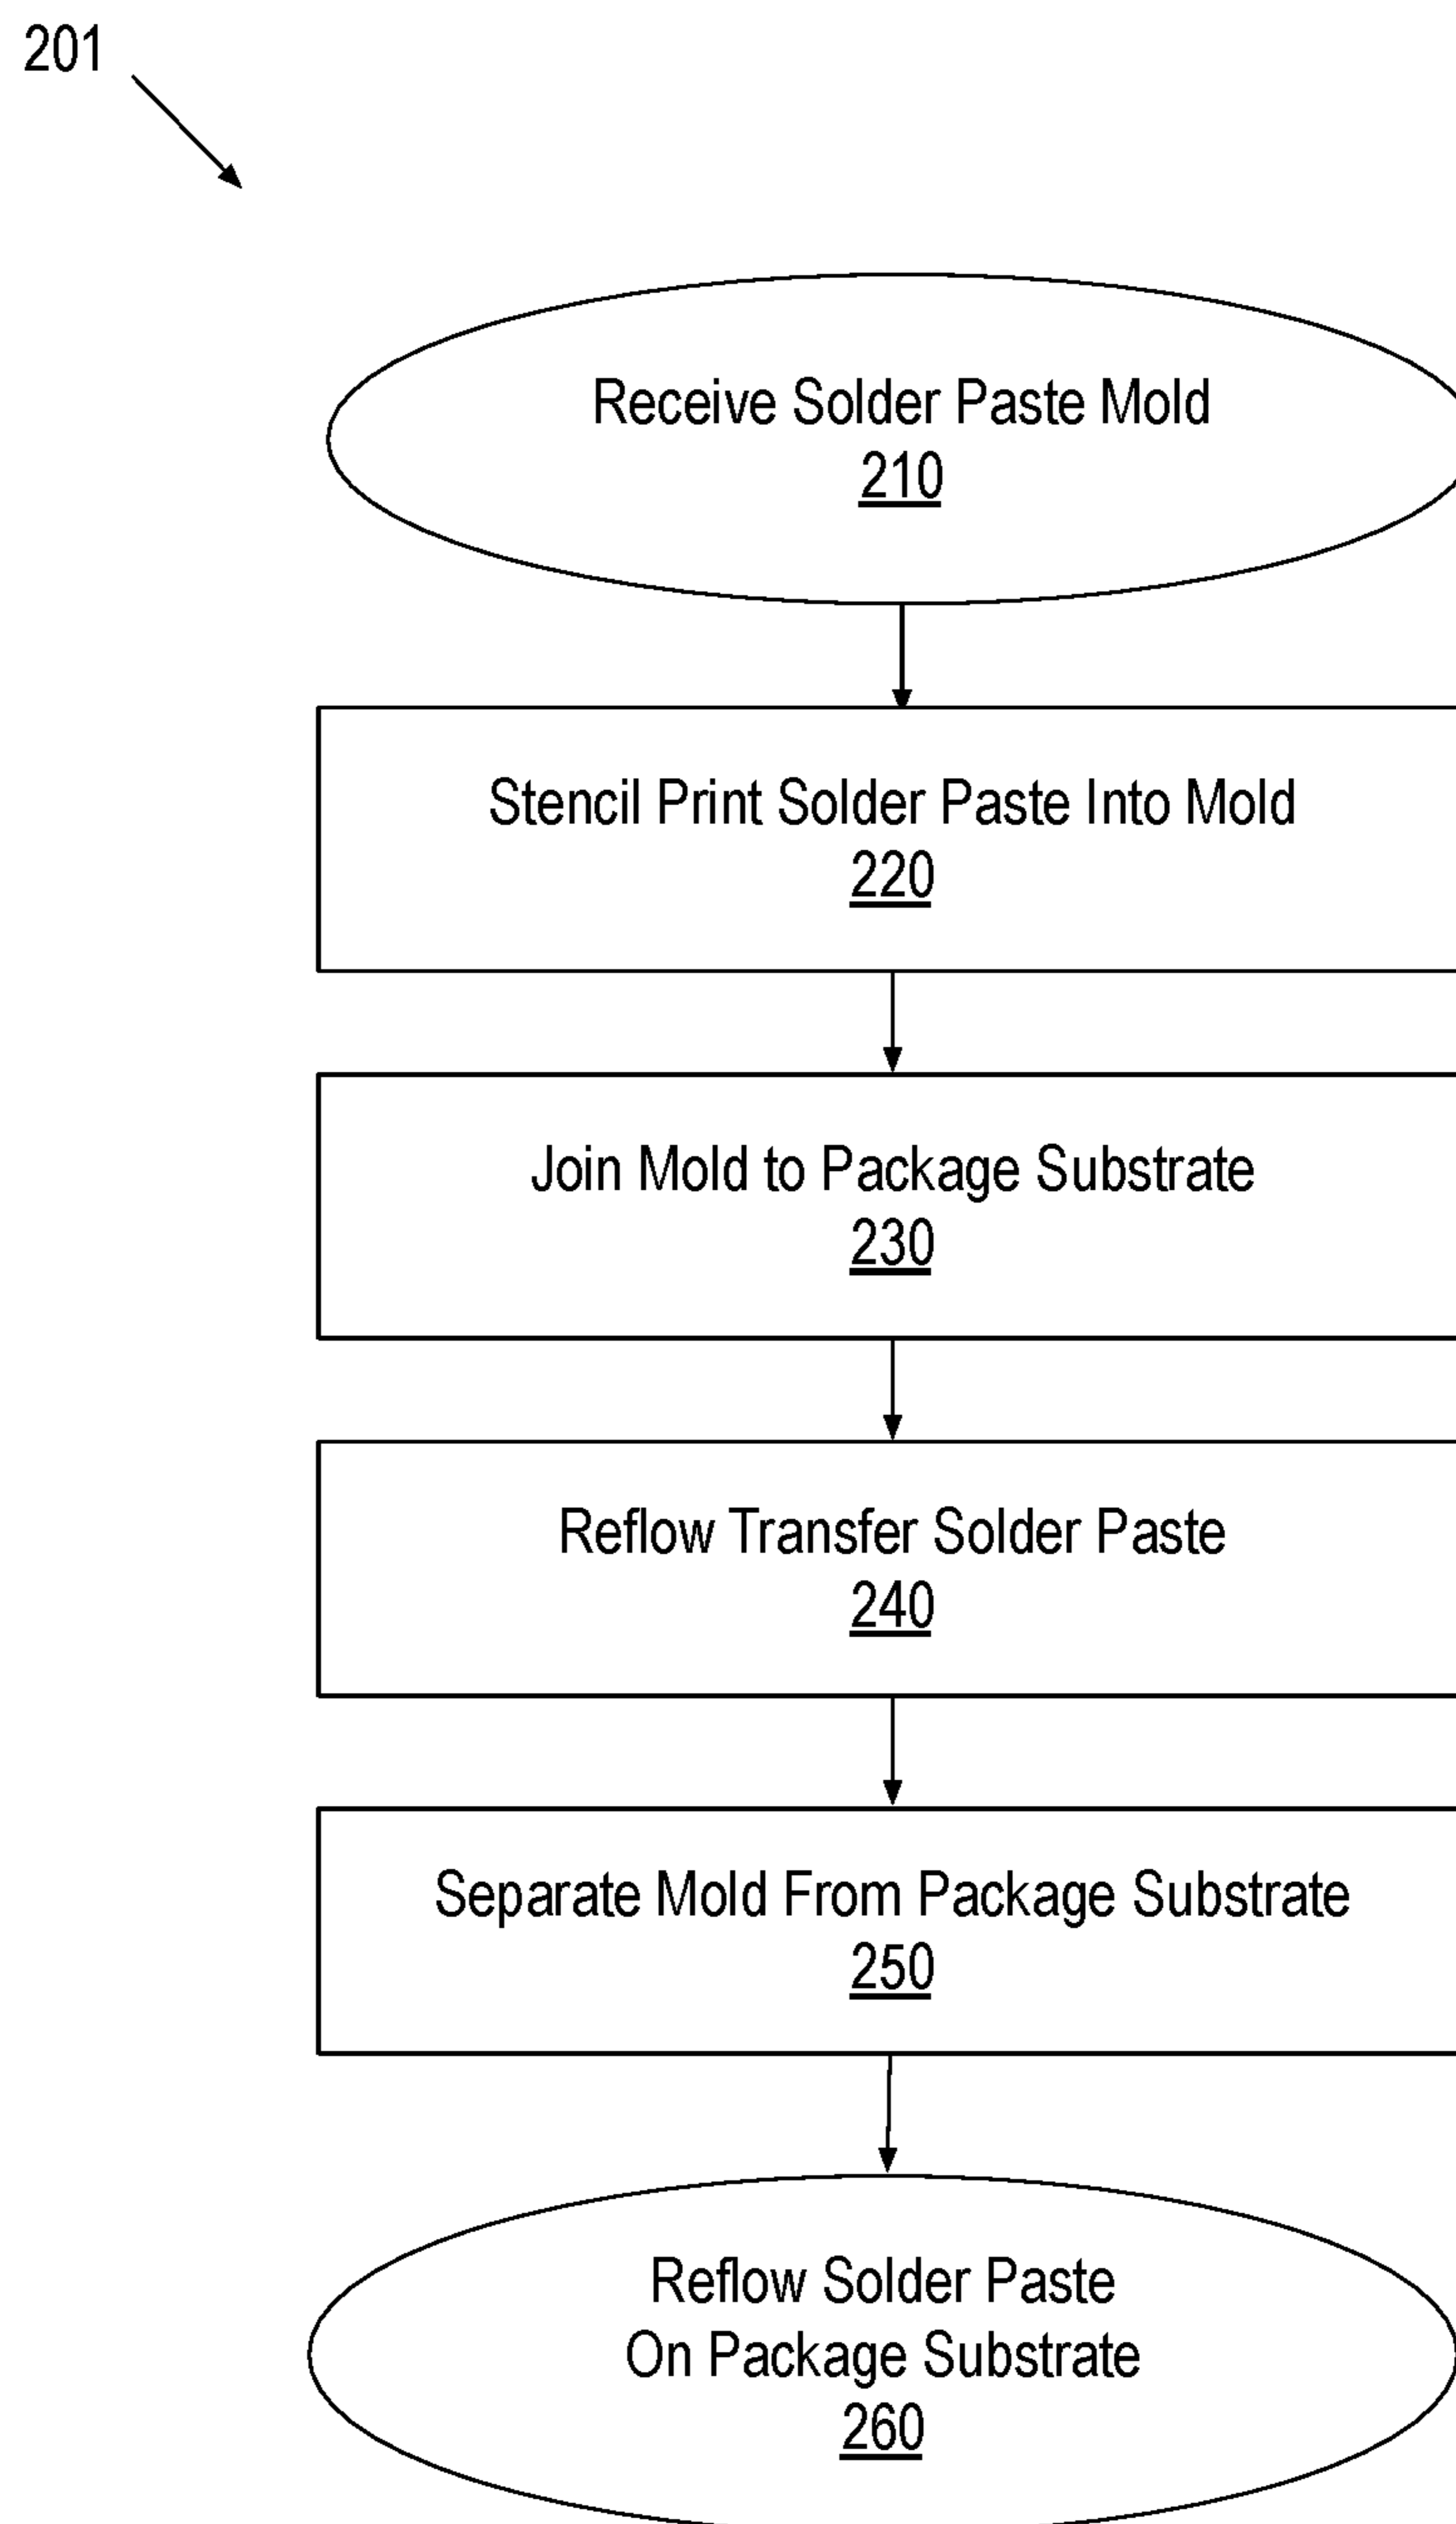 201
Receive Solder Paste Mold
210
Stencil Print Solder Paste Into Mold
220
Join Mold to Package Substrate
230
Reflow Transfer Solder Paste
240
Separate Mold From Package Substrate
250
Reflow Solder Paste
On Package Substrate
260